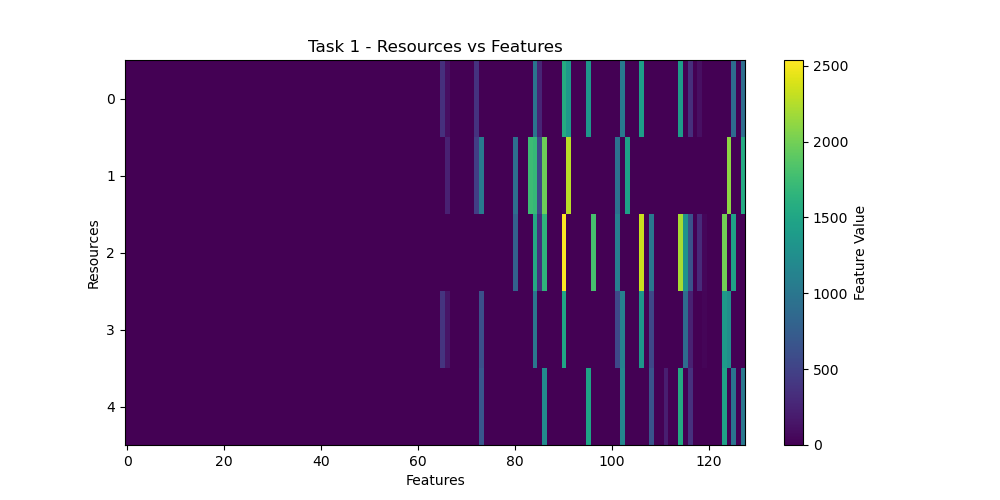 Task 1 - Resources vs Features
Resources
0
1
2
3
4
0 20 40 60 80 100 120
Features
2500
2000
1500
1000
500
0
Feature Value